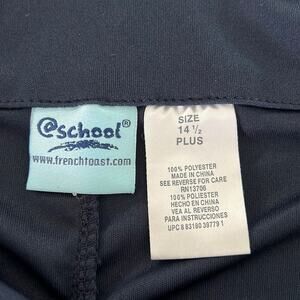 @school®
www.frenchtoast.com
SIZE
14 1/2
PLUS
100% POLYESTER
MADE IN CHINA
SEE REVERSE FOR CARE
RN13706
100% POLYESTER
HECHO EN CHINA
VEA AL REVERSO
PARA INSTRUCCIONES
UPC 8 83180 39779 1